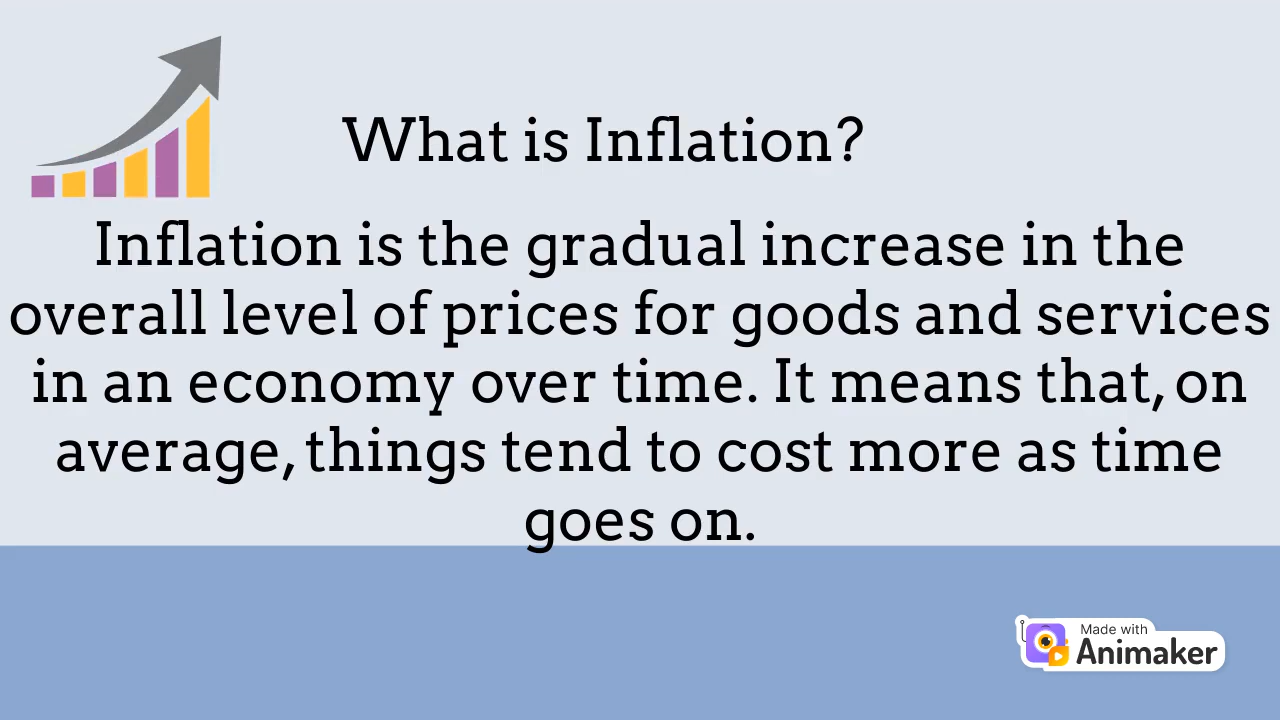 What is Inflation?
Inflation is the gradual increase in the
overall level of prices for goods and services
in an economy over time. It means that, on
average, things tend to cost more as time
goes on.
Made with
Animaker